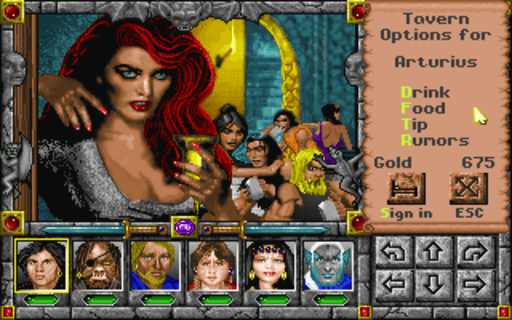 Tavern
Options for
Arturius
Drink
Food
Tip
Rumors
Gold 675
Sign in ESC